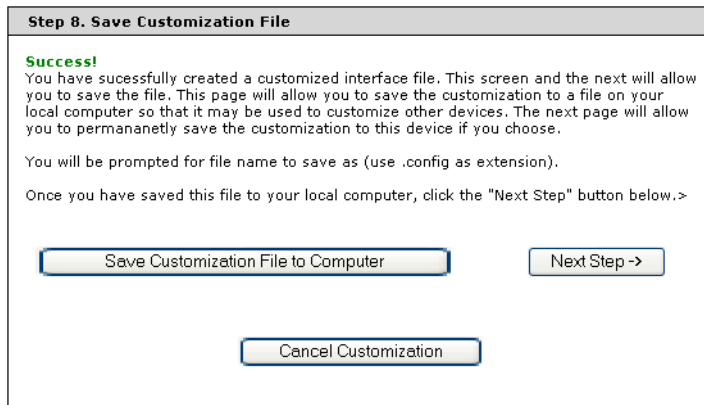 Step 8. Save Customization File
Success!
You have sucessfully created a customized interface file. This screen and the next will allow
you to save the file. This page will allow you to save the customization to a file on your
local computer so that it may be used to customize other devices. The next page will allow
you to permananetly save the customization to this device if you choose.
You will be prompted for file name to save as (use .config as extension).
Once you have saved this file to your local computer, click the "Next Step" button below.>
Save Customization File to Computer
Next Step ->
Cancel Customization